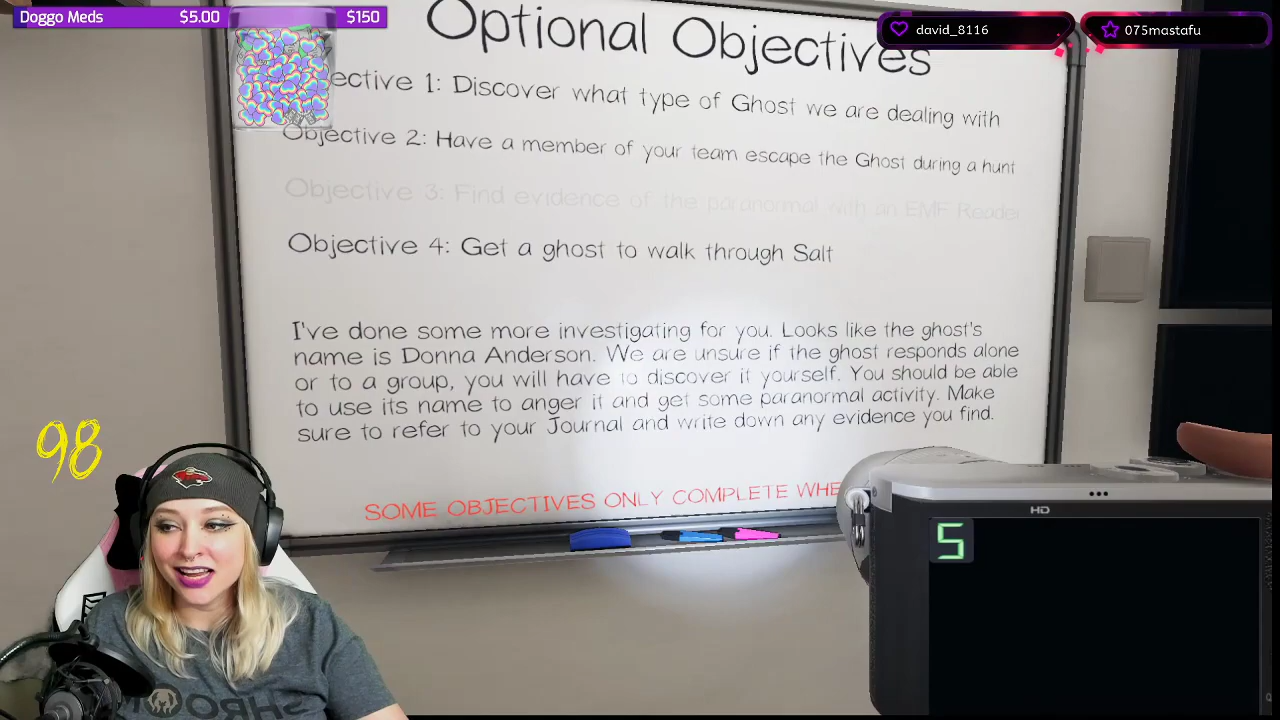 Doggo Meds $5.00 $150
david_8116
075mastafu
Optional Objectives
ective 1: Discover what type of Ghost we are dealing with
Objective 2: Have a member of your team escape the Ghost during a hunt
Objective 3: Find evidence of the paranormal with an EMF Reader
Objective 4: Get a ghost to walk through Salt
I've done some more investigating for you. Looks like the ghost's
name is Donna Anderson. We are unsure if the ghost responds alone
or to a group, you will have to discover it yourself. You should be able
to use its name to anger it and get some paranormal activity. Make
sure to refer to your Journal and write down any evidence you find.
SOME OBJECTIVES ONLY COMPLETE WHE
HD
5
98